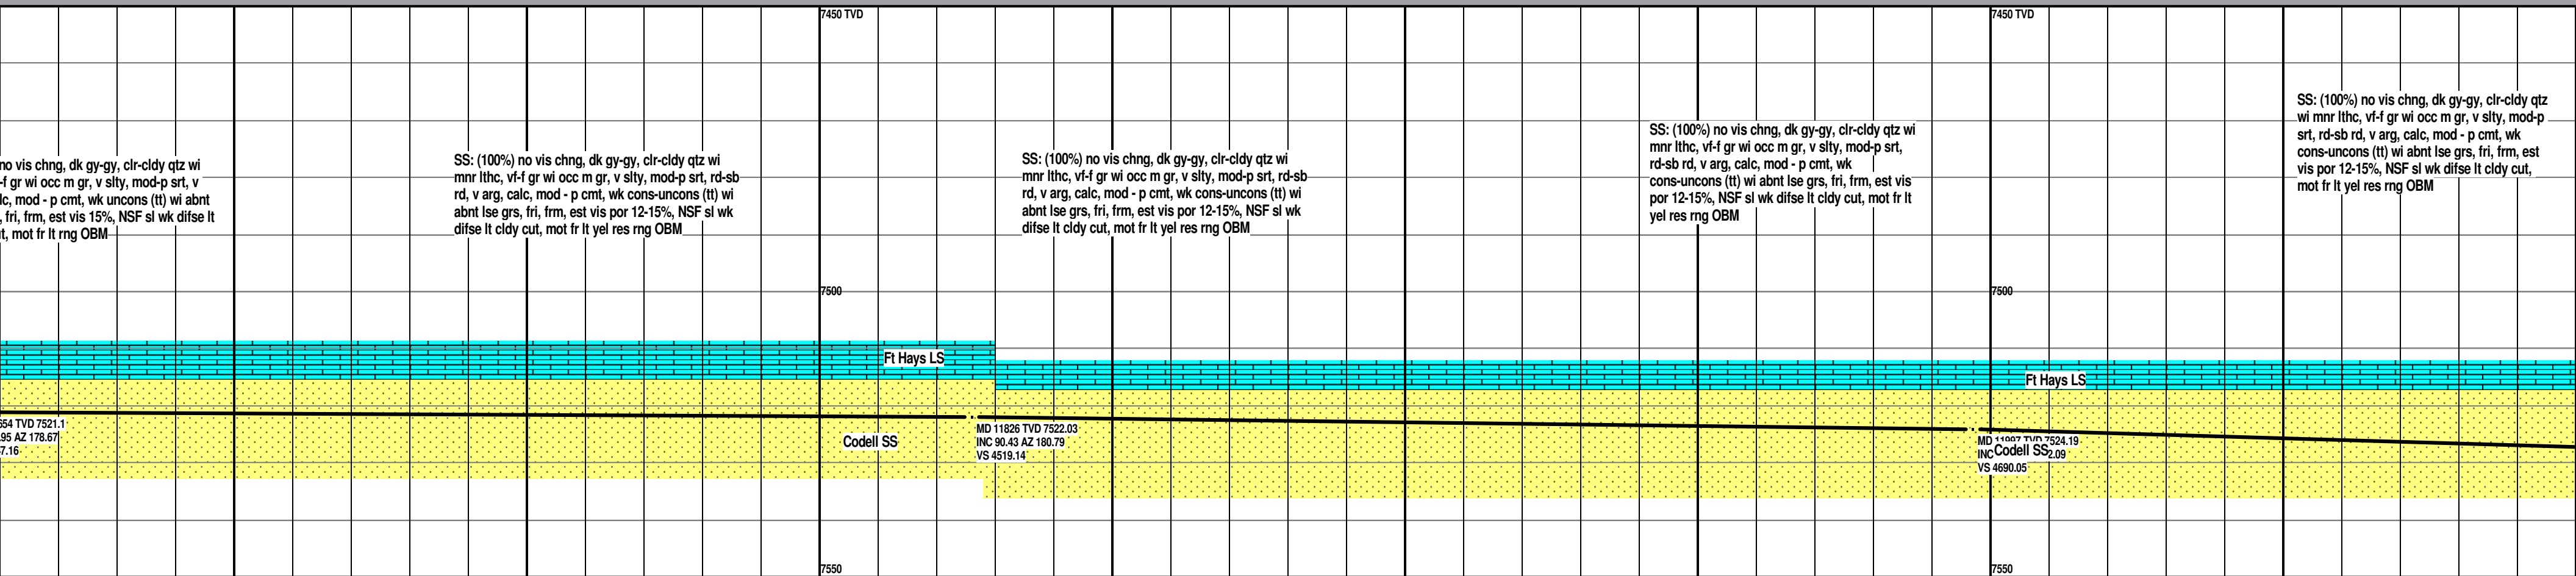 7450 TVD
7450 TVD
no vis chng, dk gy-gy, clr-cldy qtz wi
-f gr wi occ m gr, v slty, mod-p srt, v
lc, mod - p cmt, wk uncons (tt) wi abnt
, fri, frm, est vis 15%, NSF sl wk difse lt
t, mot fr lt rng OBM
SS: (100%) no vis chng, dk gy-gy, clr-cldy qtz wi
mnr lthc, vf-f gr wi occ m gr, v slty, mod-p srt, rd-sb
rd, v arg, calc, mod - p cmt, wk cons-uncons (tt) wi
abnt lse grs, fri, frm, est vis por 12-15%, NSF sl wk
difse lt cldy cut, mot fr lt yel res rng OBM
SS: (100%) no vis chng, dk gy-gy, clr-cldy qtz wi
mnr lthc, vf-f gr wi occ m gr, v slty, mod-p srt, rd-sb
rd, v arg, calc, mod - p cmt, wk cons-uncons (tt) wi
abnt lse grs, fri, frm, est vis por 12-15%, NSF sl wk
difse lt cldy cut, mot fr lt yel res rng OBM
SS: (100%) no vis chng, dk gy-gy, clr-cldy qtz wi
mnr lthc, vf-f gr wi occ m gr, v slty, mod-p srt,
rd-sb rd, v arg, calc, mod - p cmt, wk
cons-uncons (tt) wi abnt lse grs, fri, frm, est vis
por 12-15%, NSF sl wk difse lt cldy cut, mot fr lt
yel res rng OBM
SS: (100%) no vis chng, dk gy-gy, clr-cldy qtz
wi mnr lthc, vf-f gr wi occ m gr, v slty, mod-p
srt, rd-sb rd, v arg, calc, mod - p cmt, wk
cons-uncons (tt) wi abnt lse grs, fri, frm, est
vis por 12-15%, NSF sl wk difse lt cldy cut,
mot fr lt yel res rng OBM
7500
7500
Ft Hays LS
Ft Hays LS
654 TVD 7521.1
.95 AZ 178.67
7.16
Codell SS
MD 11826 TVD 7522.03
INC 90.43 AZ 180.79
VS 4519.14
MD 11997 TVD 7524.19
INC
Codell SS
2.09
VS 4690.05
7550
7550